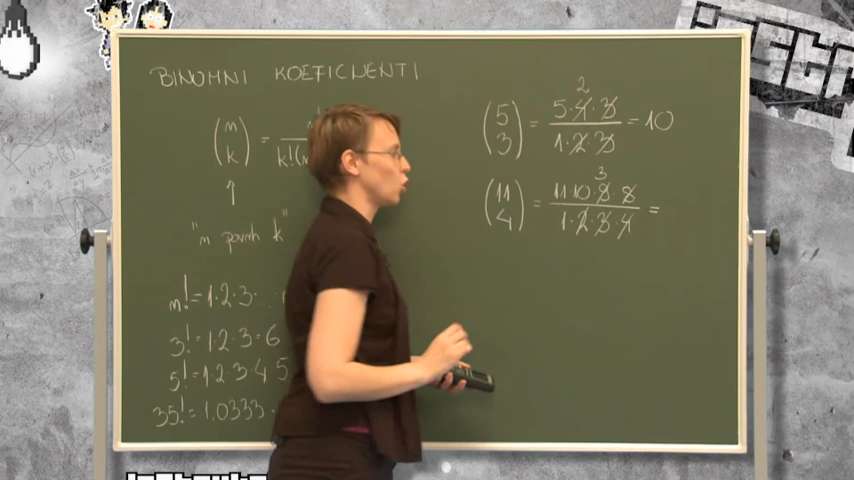 BINOMNI KOEFICIJENTI
(n k) = n! / k!(n
"n povrh k"
n! = 1·2·3·..
3! = 1·2·3 = 6
5! = 1·2·3·4·5
35! = 1,0333·
(5 3) = 5·4·3 / 1·2·3 = 10
2
(11 4) = 11·10·9·8 / 1·2·3·4 =
3